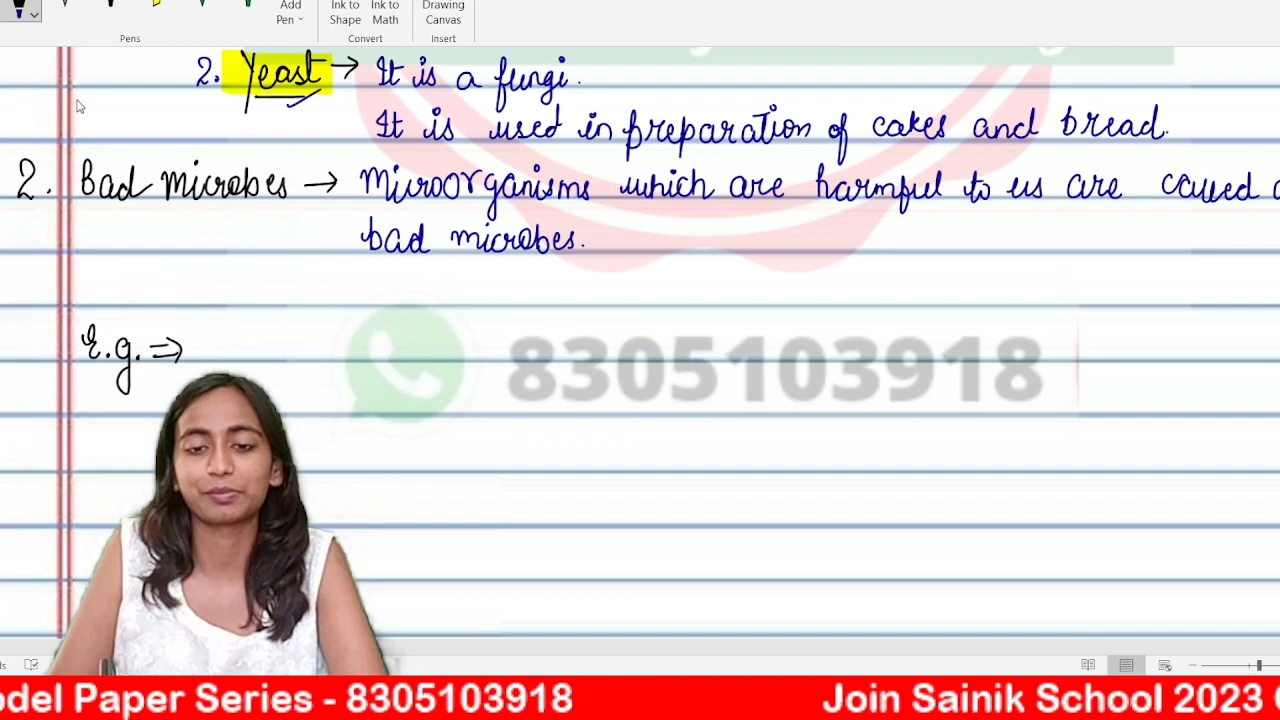 Add
Pen
Ink to
Shape
Ink to
Math
Drawing
Canvas
Pens
Convert
Insert
2. Yeast → It is a fungi.
It is used in preparation of cakes and bread.
2. Bad microbes → Microorganisms which are harmful to us are called
bad microbes.
E.g. ⇒
8305103918
odel Paper Series - 8305103918
Join Sainik School 2023